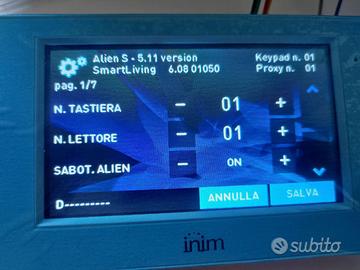 Alien S - 5.11 version Keypad n. 01
SmartLiving 6.08 01050 Proxy n. 01
pag. 1/7
N. TASTIERA - 01 +
N. LETTORE - 01 +
SABOT. ALIEN - ON +
D--------- ANNULLA SALVA
inim
subito